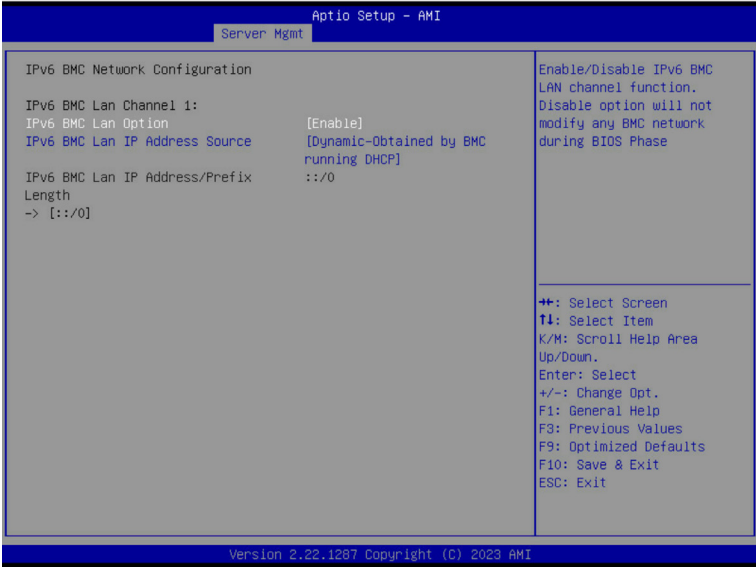 Aptio Setup – AMI
Server Mgmt
IPv6 BMC Network Configuration
IPv6 BMC Lan Channel 1:
IPv6 BMC Lan Option [Enable]
IPv6 BMC Lan IP Address Source [Dynamic-Obtained by BMC
running DHCP]
IPv6 BMC Lan IP Address/Prefix ::/0
Length
-> [::/0]
Enable/Disable IPv6 BMC
LAN channel function.
Disable option will not
modify any BMC network
during BIOS Phase
→←: Select Screen
↑↓: Select Item
K/M: Scroll Help Area
Up/Down.
Enter: Select
+/-: Change Opt.
F1: General Help
F3: Previous Values
F9: Optimized Defaults
F10: Save & Exit
ESC: Exit
Version 2.22.1287 Copyright (C) 2023 AMI